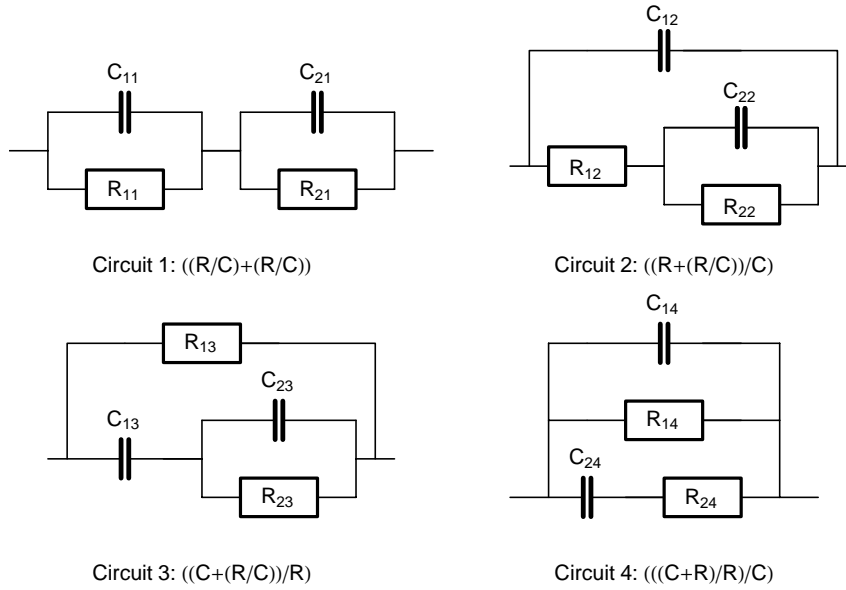 C₁₂
C₁₁ C₂₁
C₂₂
R₁₂
R₁₁ R₂₁
R₂₂
Circuit 1: ((R/C)+(R/C)) Circuit 2: ((R+(R/C))/C)
C₁₄
R₁₃
C₂₃
R₁₄
C₁₃
C₂₄
R₂₃ R₂₄
Circuit 3: ((C+(R/C))/R) Circuit 4: (((C+R)/R)/C)